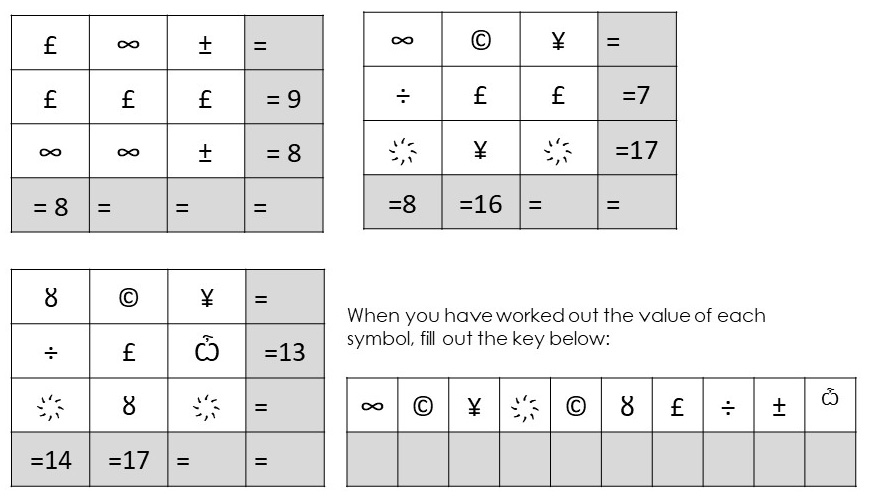 £ ∞ ± =
£ £ £ = 9
∞ ∞ ± = 8
= 8 = = =
∞ © ¥ =
÷ £ £ =7
҉ ¥ ҉ =17
=8 =16 = =
Ȣ © ¥ =
÷ £ ѽ =13
҉ Ȣ ҉ =
=14 =17 = =
When you have worked out the value of each
symbol, fill out the key below:
∞ © ¥ ҉ © Ȣ £ ÷ ± ѽ